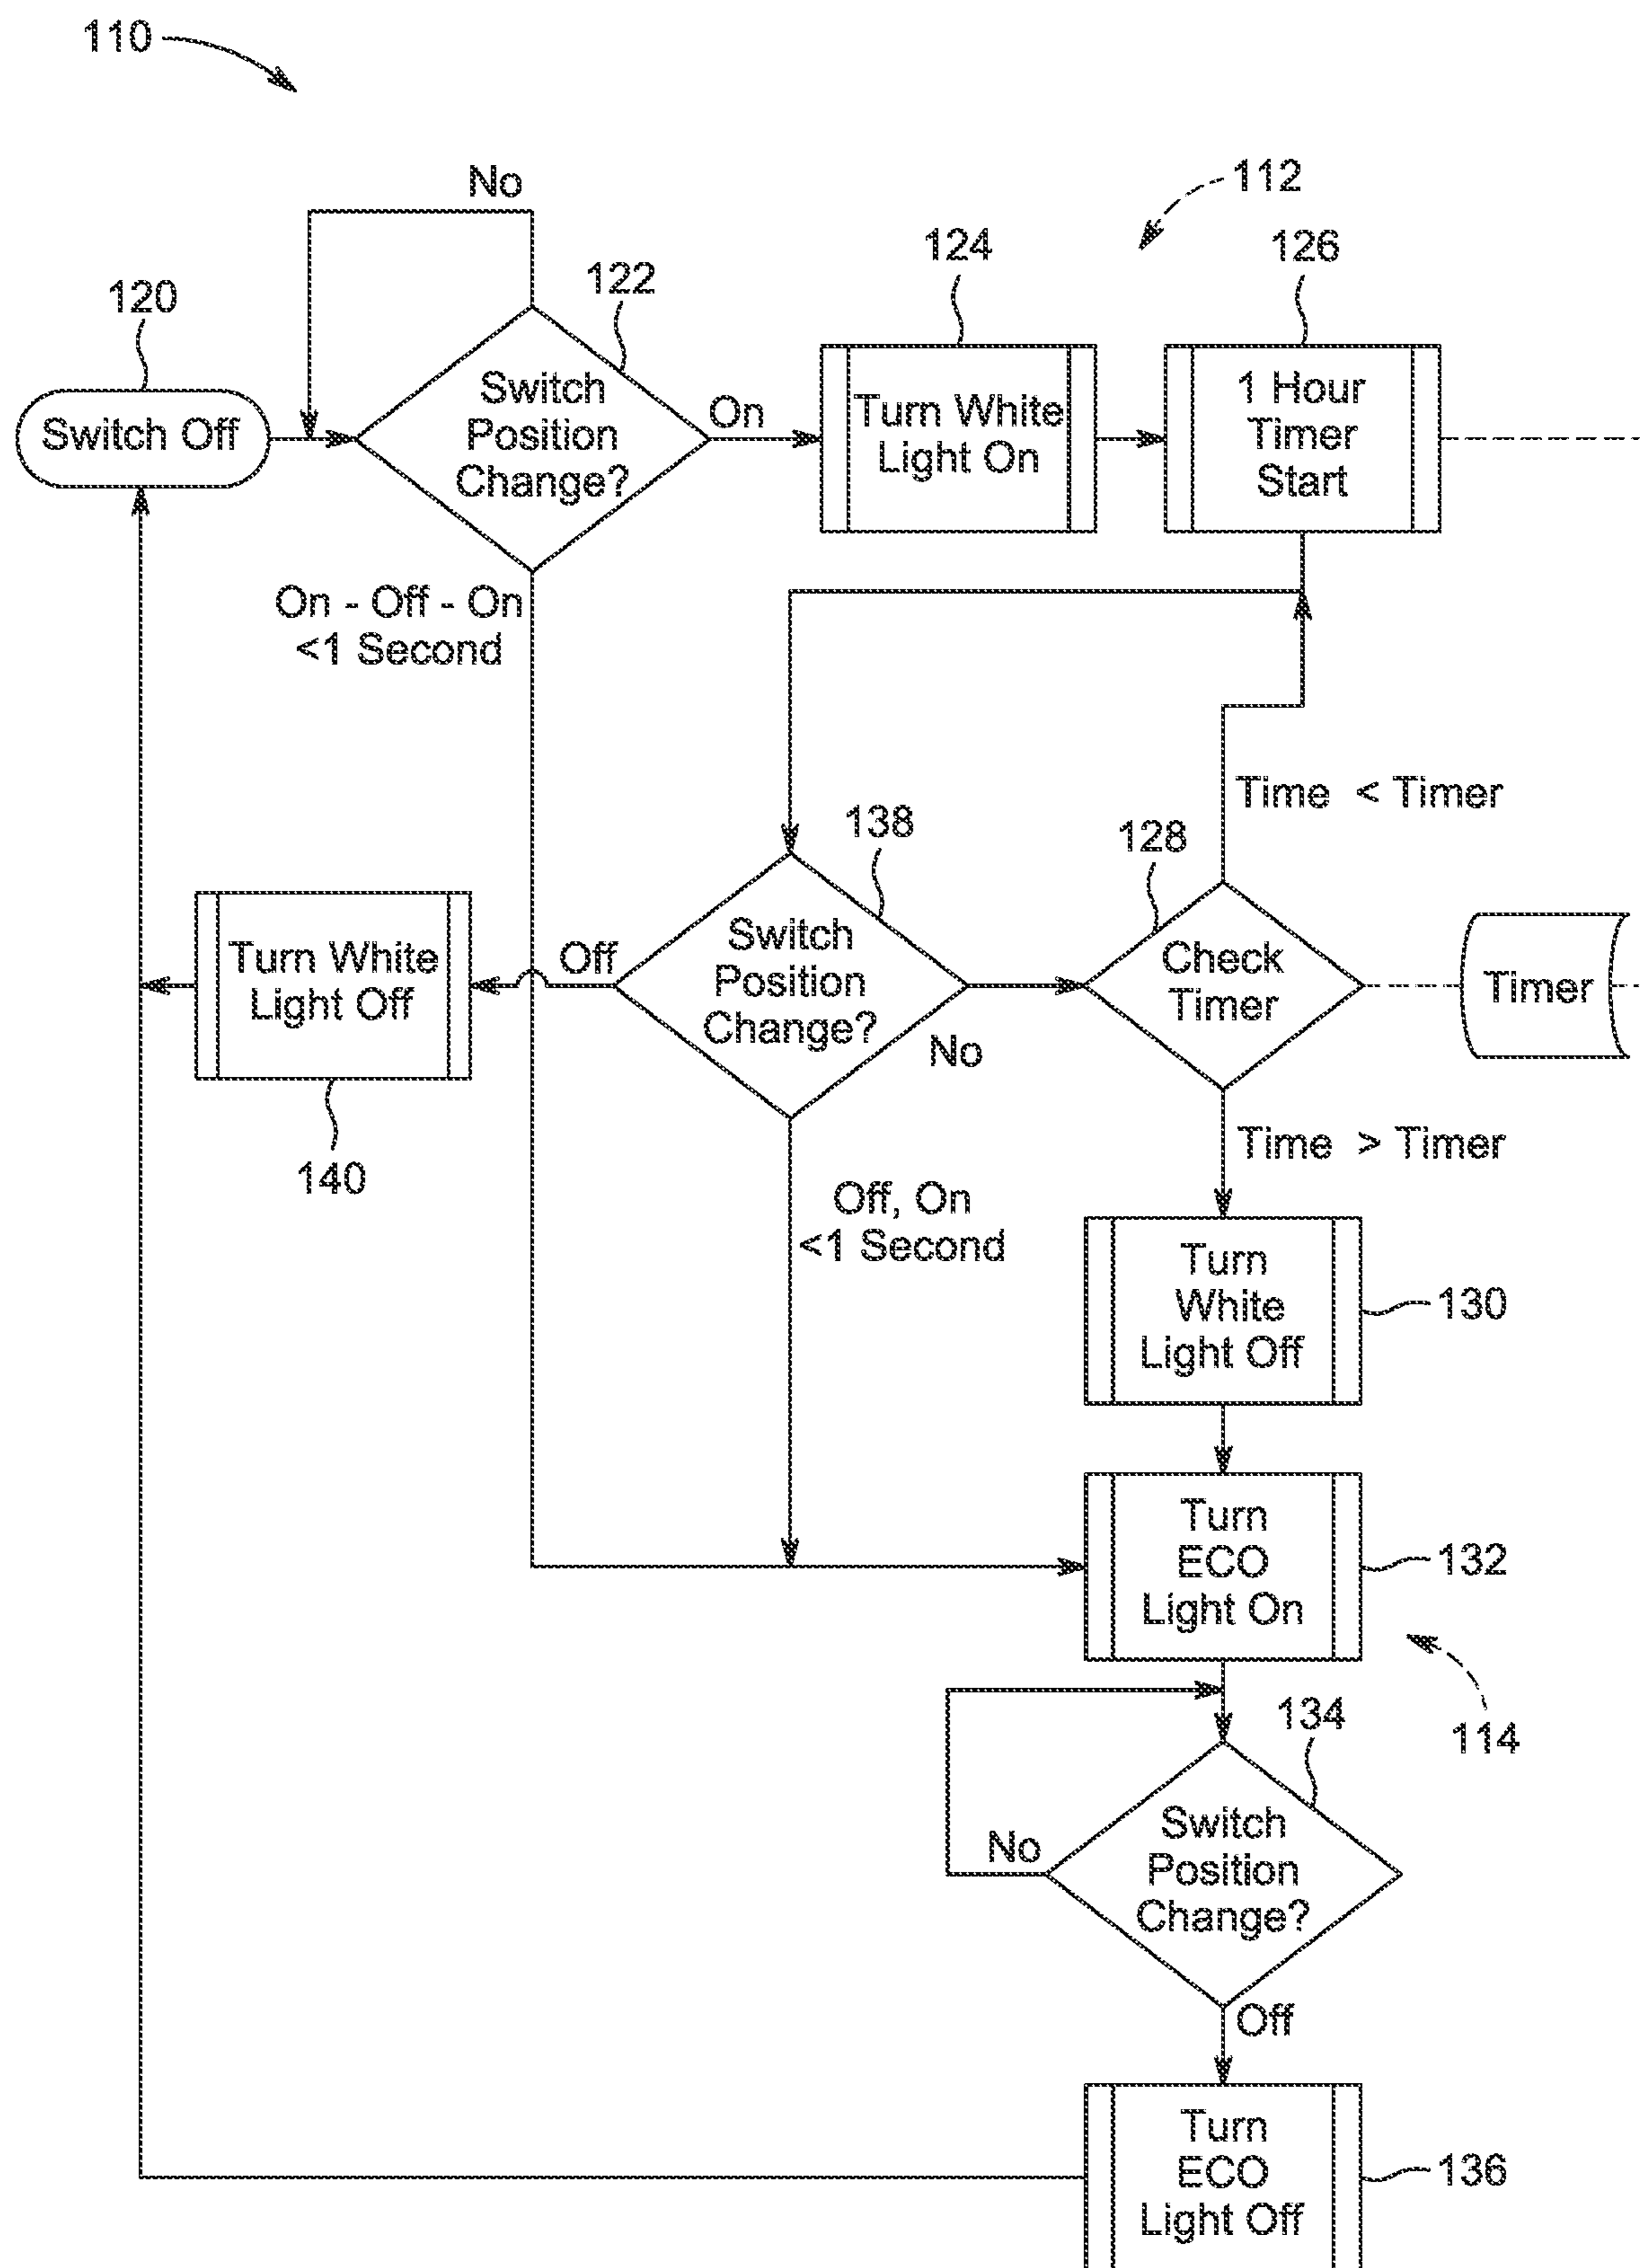 110
112
No
124
126
122
120
Switch Off
Switch
Position
Change?
On
Turn White
Light On
1 Hour
Timer
Start
On - Off - On
<1 Second
Time < Timer
138
128
Turn White
Light Off
Off
Switch
Position
Change?
No
Check
Timer
Timer
140
Time > Timer
Off, On
<1 Second
Turn
White
Light Off
130
Turn
ECO
Light On
132
114
134
No
Switch
Position
Change?
Off
Turn
ECO
Light Off
136